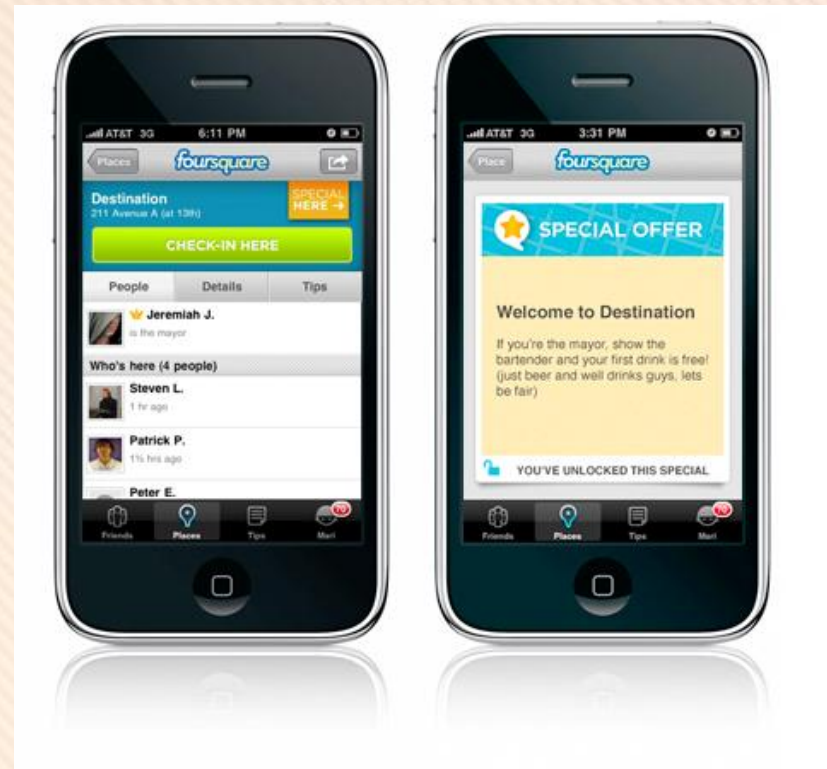 AT&T 3G 6:11 PM
Places foursquare
Destination
211 Avenue A (at 13th)
SPECIAL
HERE →
CHECK-IN HERE
People Details Tips
Jeremiah J.
is the mayor
Who's here (4 people)
Steven L.
1 hr ago
Patrick P.
1½ hrs ago
Peter E.
70
Friends Places Tips Mari
AT&T 3G 3:31 PM
Place foursquare
SPECIAL OFFER
Welcome to Destination
If you're the mayor, show the
bartender and your first drink is free!
(just beer and well drinks guys, lets
be fair)
YOU'VE UNLOCKED THIS SPECIAL
70
Friends Places Tips Mari